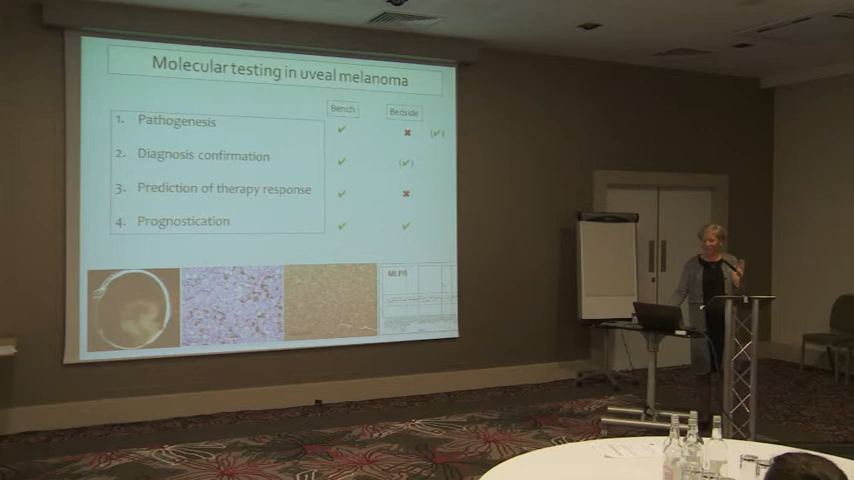 Molecular testing in uveal melanoma
Bench
Bedside
1. Pathogenesis ✔ ✖ (✔)
2. Diagnosis confirmation ✔ (✔)
3. Prediction of therapy response ✔ ✖
4. Prognostication ✔ ✔
MLPA